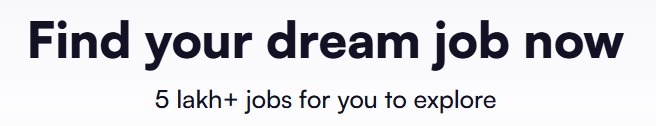 Find your dream job now
5 lakh+ jobs for you to explore